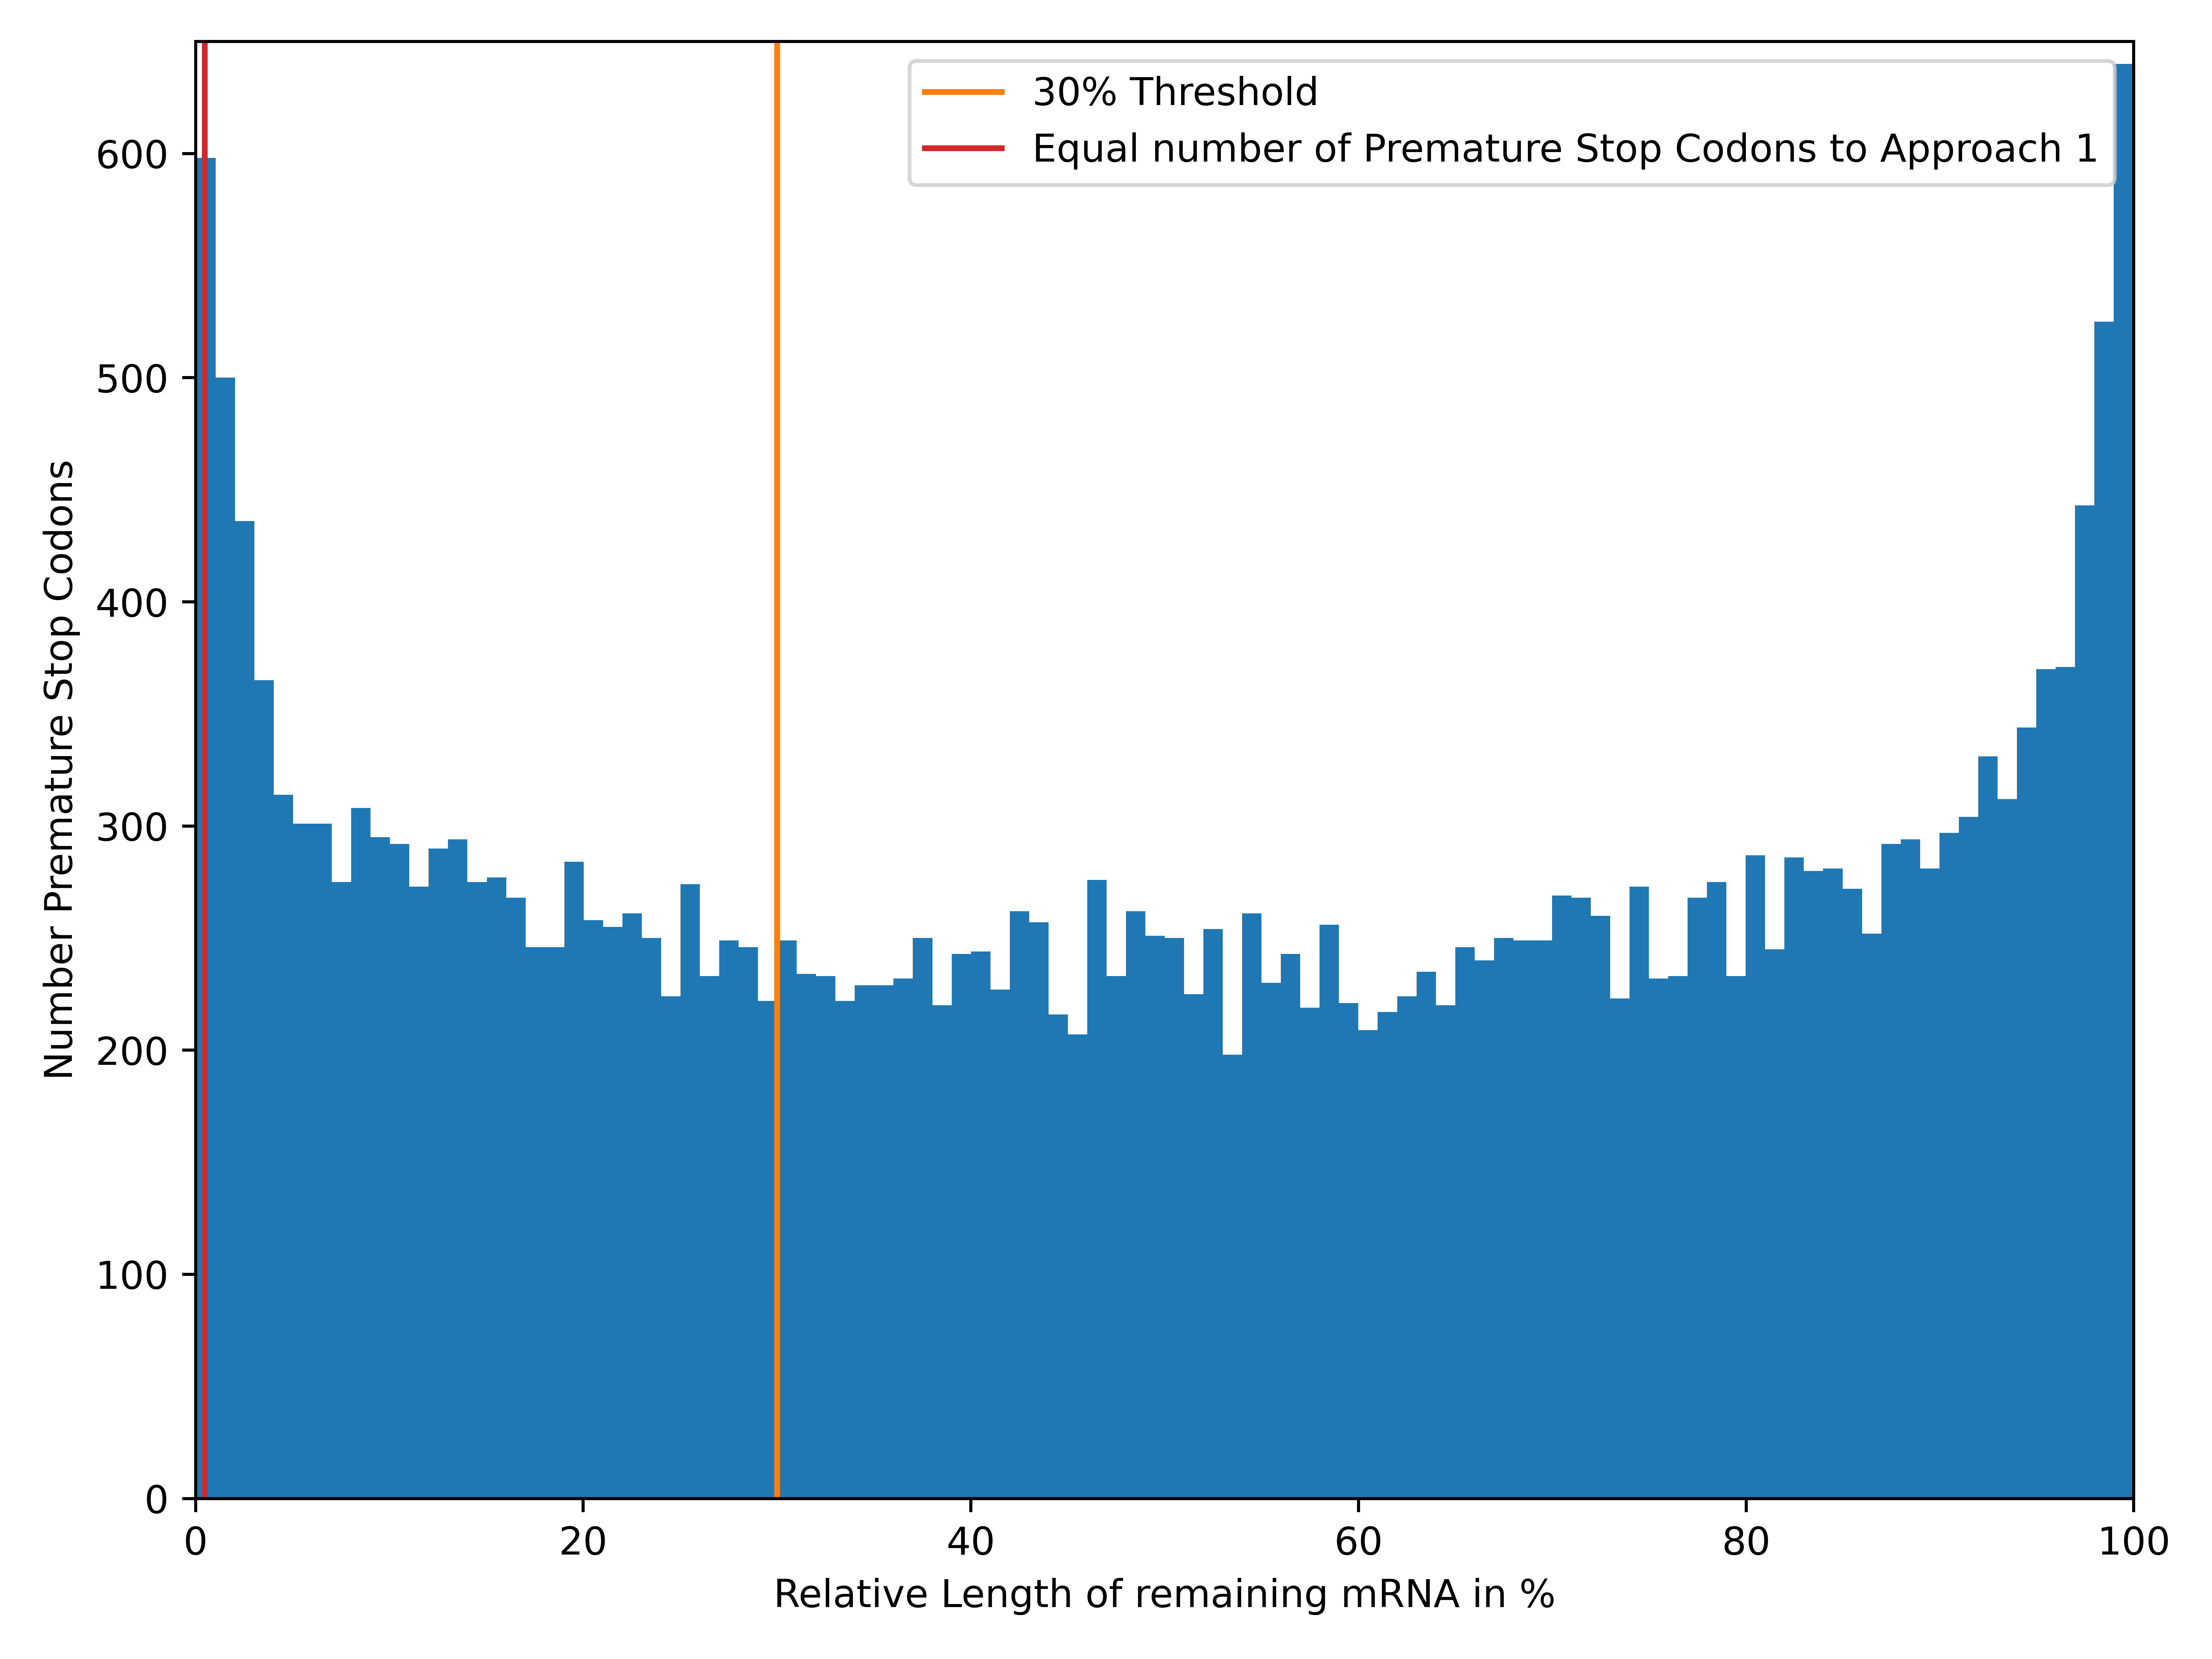 30% Threshold
Equal number of Premature Stop Codons to Approach 1
600
500
400
300
200
100
0
Number Premature Stop Codons
0 20 40 60 80 100
Relative Length of remaining mRNA in %